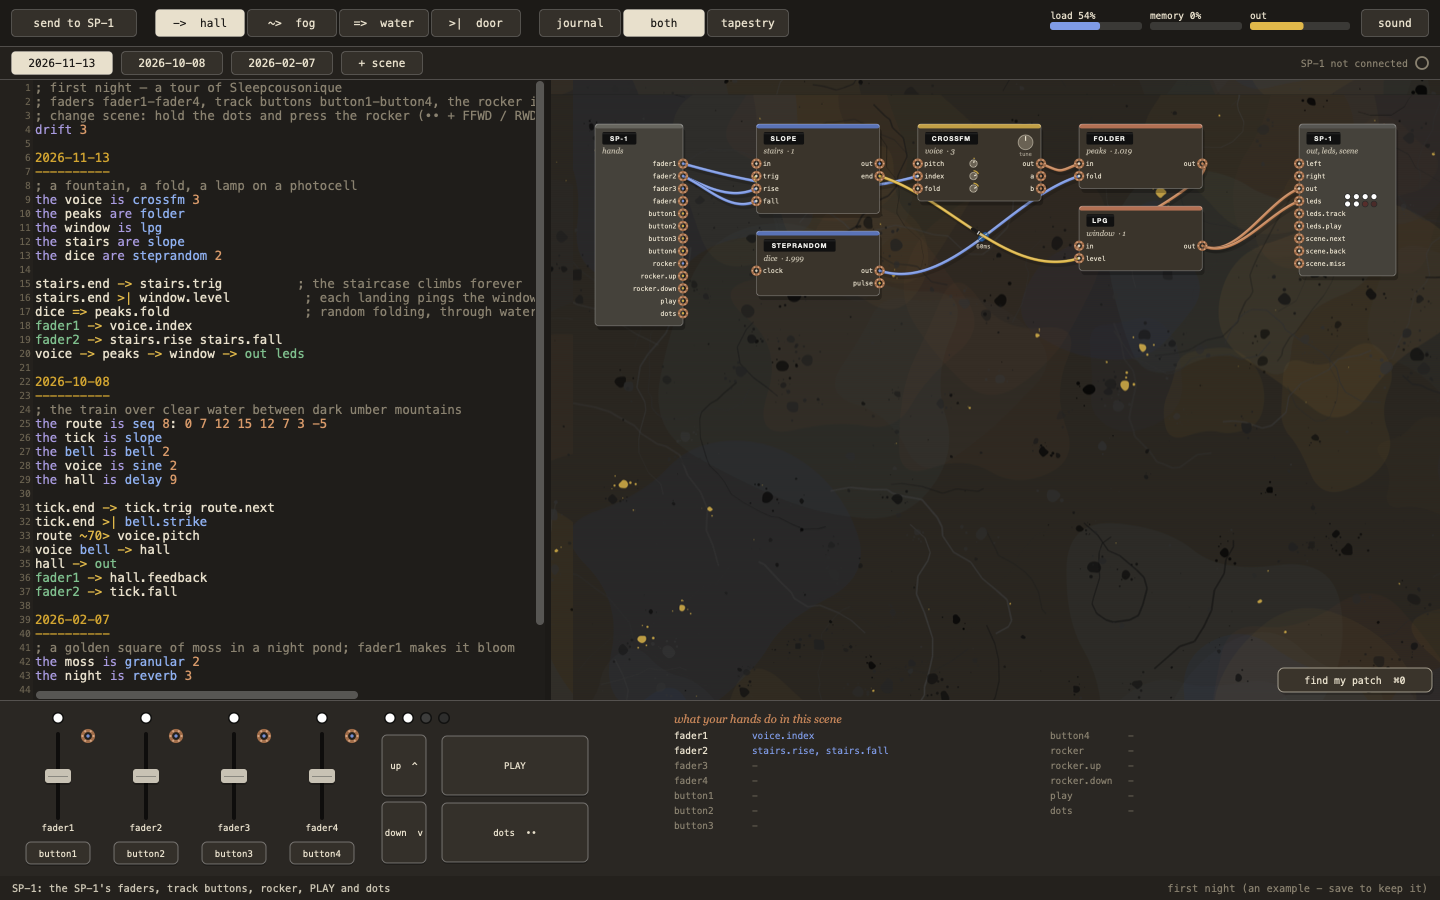 send to SP-1 -> hall ~> fog => water >| door journal both tapestry load 54% memory 0% out sound
2026-11-13 2026-10-08 2026-02-07 + scene SP-1 not connected
1 ; first night — a tour of Sleepcousonique
2 ; faders fader1-fader4, track buttons button1-button4, the rocker i
3 ; change scene: hold the dots and press the rocker (•• + FFWD / RWD
4 drift 3
5
6 2026-11-13
7 ----------
8 ; a fountain, a fold, a lamp on a photocell
9 the voice is crossfm 3
10 the peaks are folder
11 the window is lpg
12 the stairs are slope
13 the dice are steprandom 2
14
15 stairs.end -> stairs.trig ; the staircase climbs forever
16 stairs.end >| window.level ; each landing pings the window
17 dice => peaks.fold ; random folding, through water
18 fader1 -> voice.index
19 fader2 -> stairs.rise stairs.fall
20 voice -> peaks -> window -> out leds
21
22 2026-10-08
23 ----------
24 ; the train over clear water between dark umber mountains
25 the route is seq 8: 0 7 12 15 12 7 3 -5
26 the tick is slope
27 the bell is bell 2
28 the voice is sine 2
29 the hall is delay 9
30
31 tick.end -> tick.trig route.next
32 tick.end >| bell.strike
33 route ~70> voice.pitch
34 voice bell -> hall
35 hall -> out
36 fader1 -> hall.feedback
37 fader2 -> tick.fall
38
39 2026-02-07
40 ----------
41 ; a golden square of moss in a night pond; fader1 makes it bloom
42 the moss is granular 2
43 the night is reverb 3
44
SP-1
hands
fader1
fader2
fader3
fader4
button1
button2
button3
button4
rocker
rocker.up
rocker.down
play
dots
SLOPE
stairs · 1
in out
trig end
rise
fall
STEPRANDOM
dice · 1.999
clock out
pulse
CROSSFM
voice · 3
tune
pitch out
index a
fold b
60ms
FOLDER
peaks · 1.019
in out
fold
LPG
window · 1
in out
level
SP-1
out, leds, scene
left
right
out
leds
leds.track
leds.play
scene.next
scene.back
scene.miss
find my patch ⌘0
fader1 fader2 fader3 fader4
button1 button2 button3 button4
up ^ PLAY
down v dots ••
what your hands do in this scene
fader1 voice.index
fader2 stairs.rise, stairs.fall
fader3 —
fader4 —
button1 —
button2 —
button3 —
button4 —
rocker —
rocker.up —
rocker.down —
play —
dots —
SP-1: the SP-1's faders, track buttons, rocker, PLAY and dots
first night (an example — save to keep it)